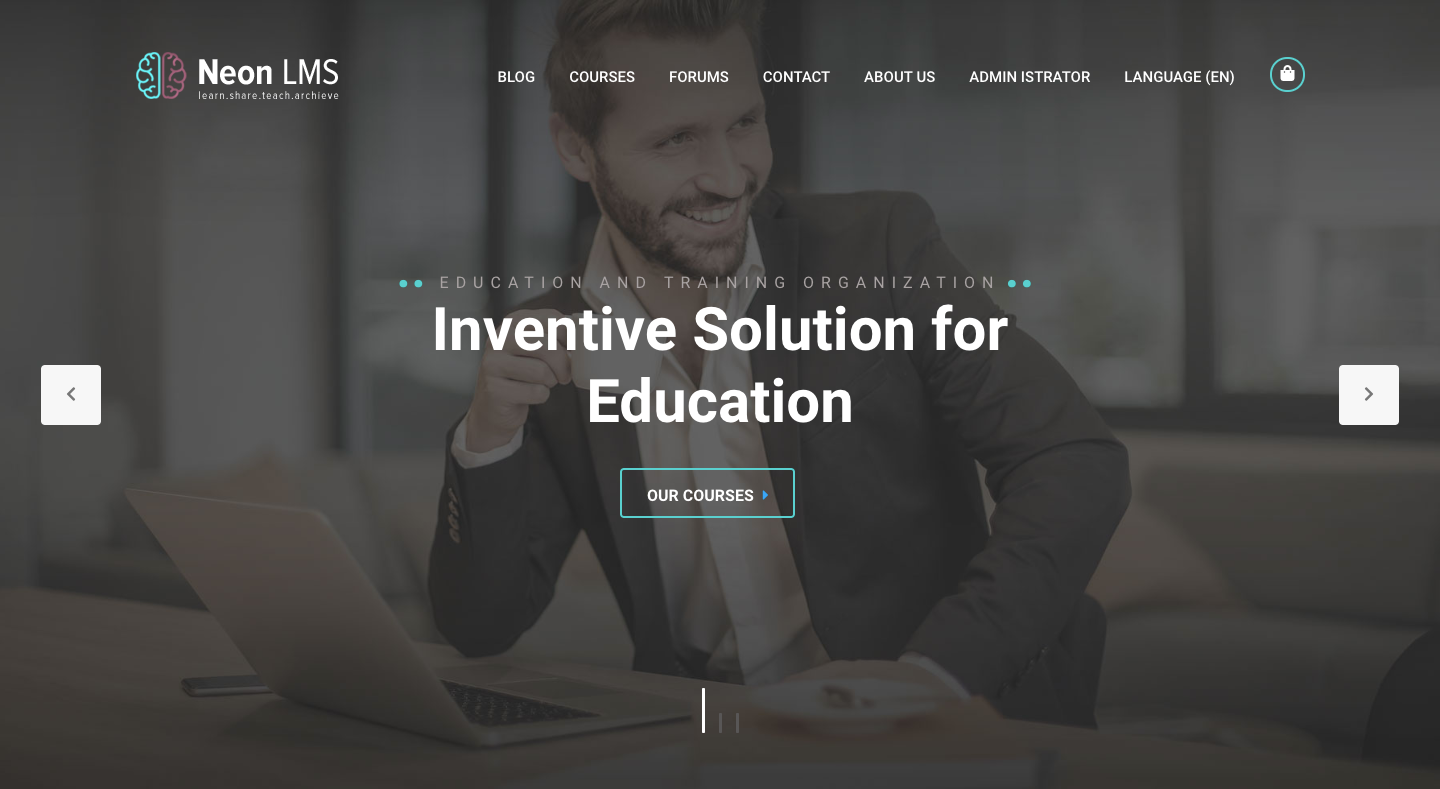 Neon LMS
learn.share.teach.archieve
BLOG COURSES FORUMS CONTACT ABOUT US ADMIN ISTRATOR LANGUAGE (EN)
EDUCATION AND TRAINING ORGANIZATION
Inventive Solution for
Education
OUR COURSES